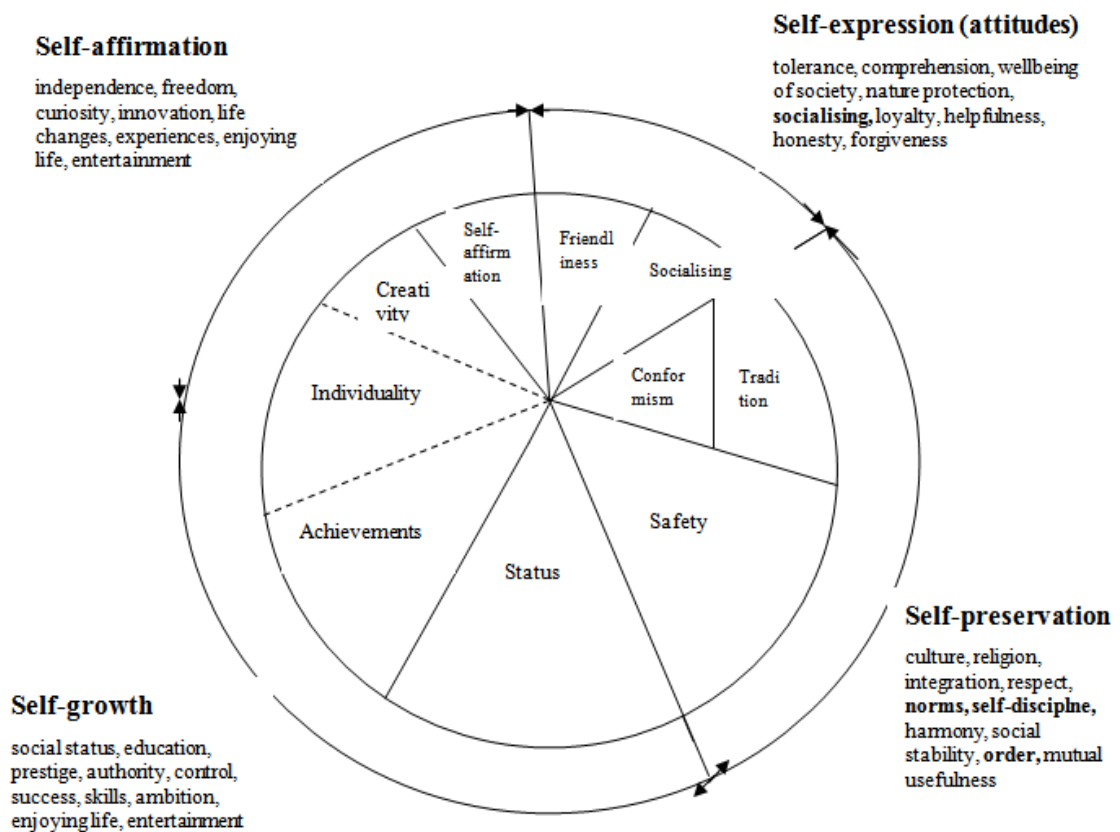 Self-affirmation
independence, freedom,
curiosity, innovation, life
changes, experiences, enjoying
life, entertainment
Self-expression (attitudes)
tolerance, comprehension, wellbeing
of society, nature protection,
socialising, loyalty, helpfulness,
honesty, forgiveness
Self-
affirm
ation
Friendl
iness
Socialising
Creati
vity
Individuality
Confor
mism
Tradi
tion
Achievements
Status
Safety
Self-preservation
culture, religion,
integration, respect,
norms, self-disciplne,
harmony, social
stability, order, mutual
usefulness
Self-growth
social status, education,
prestige, authority, control,
success, skills, ambition,
enjoying life, entertainment